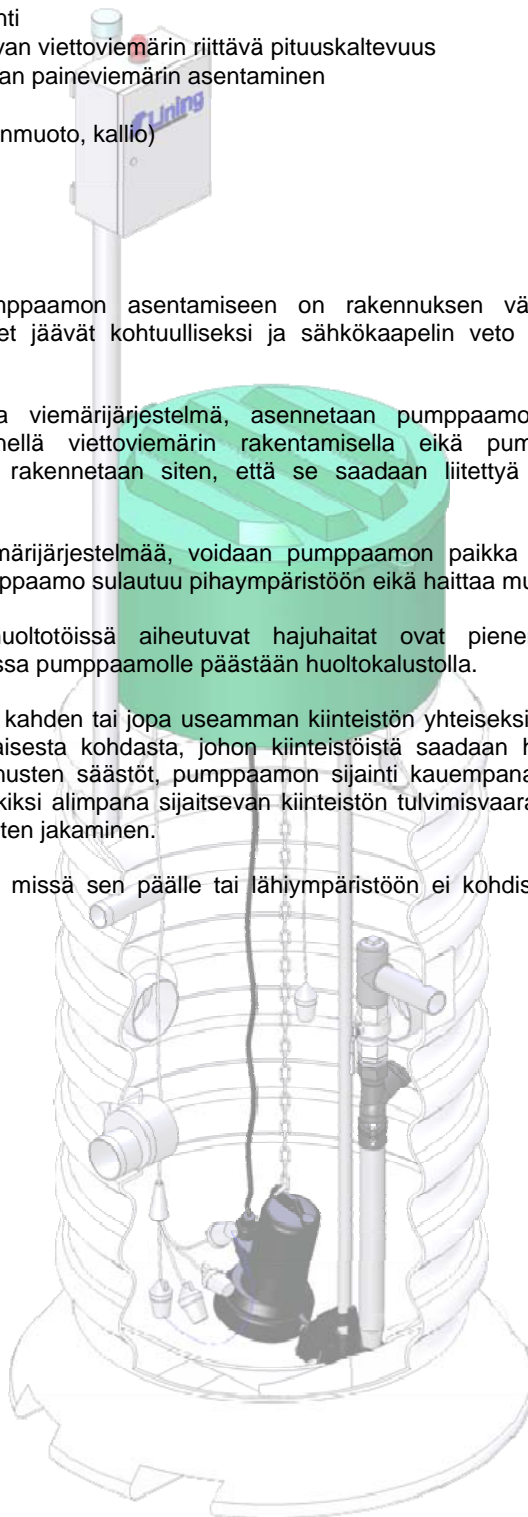 nti
van viettoviemärin riittävä pituuskaltevuus
an paineviemärin asentaminen
Lining
nmuoto, kallio)
mppaamon asentamiseen on rakennuksen vä
et jäävät kohtuulliseksi ja sähkökaapelin veto
a viemärijärjestelmä, asennetaan pumppaamo
nellä viettoviemärin rakentamisella eikä pum
rakennetaan siten, että se saadaan liitettyä
märijärjestelmää, voidaan pumppaamon paikka
ppaamo sulautuu pihaympäristöön eikä haittaa mu
huoltotöissä aiheutuvat hajuhaitat ovat piene
ssa pumppaamolle päästään huoltokalustolla.
kahden tai jopa useamman kiinteistön yhteiseksi
aisesta kohdasta, johon kiinteistöistä saadaan h
nusten säästöt, pumppaamon sijainti kauempana
kiksi alimpana sijaitsevan kiinteistön tulvimisvaara
ten jakaminen.
missä sen päälle tai lähiympäristöön ei kohdis